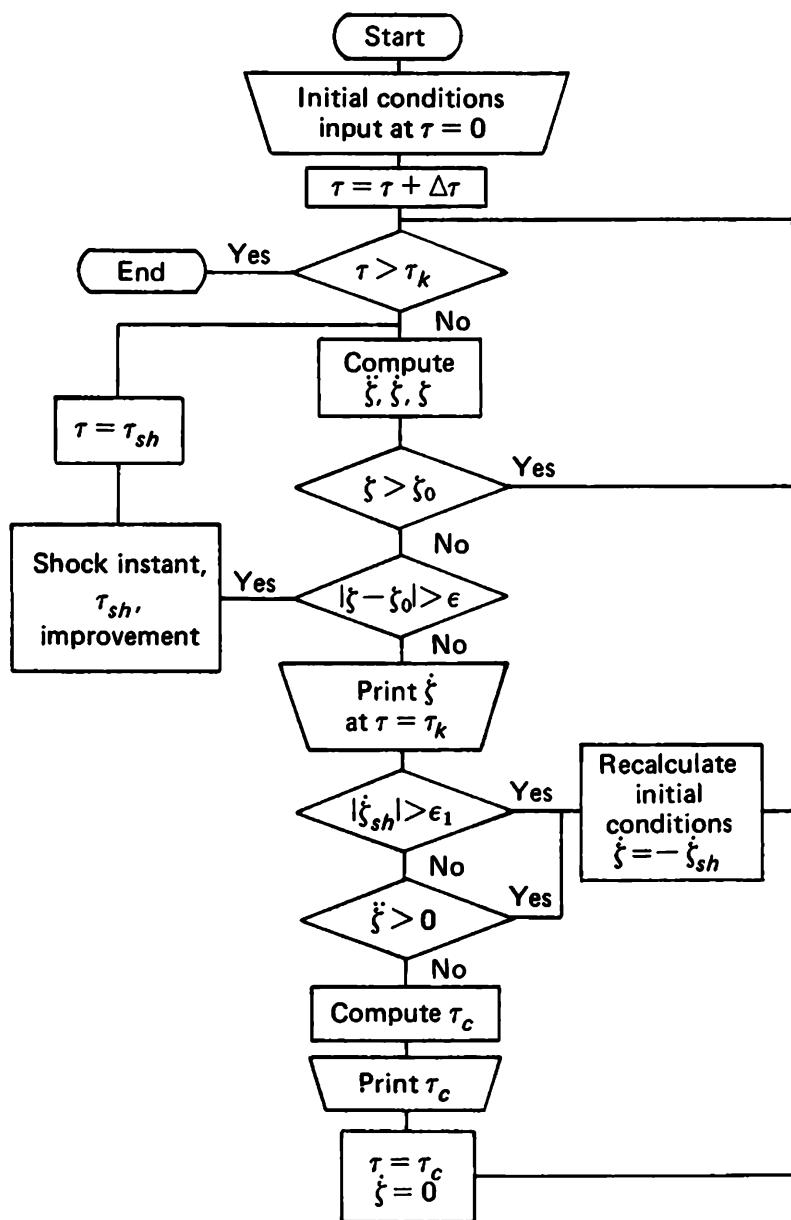 Start
Initial conditions
input at τ = 0
τ = τ + Δτ
Yes
End
τ > τ_k
No
Compute
ζ̈, ζ̇, ζ
τ = τ_sh
Yes
ζ > ζ₀
No
Shock instant,
τ_sh,
improvement
Yes
|ζ − ζ₀| > ϵ
No
Print ζ̇
at τ = τ_k
Recalculate
initial
conditions
ζ̇ = − ζ̇_sh
Yes
|ζ̇_sh| > ϵ₁
No
Yes
ζ̈ > 0
No
Compute τ_c
Print τ_c
τ = τ_c
ζ̇ = 0